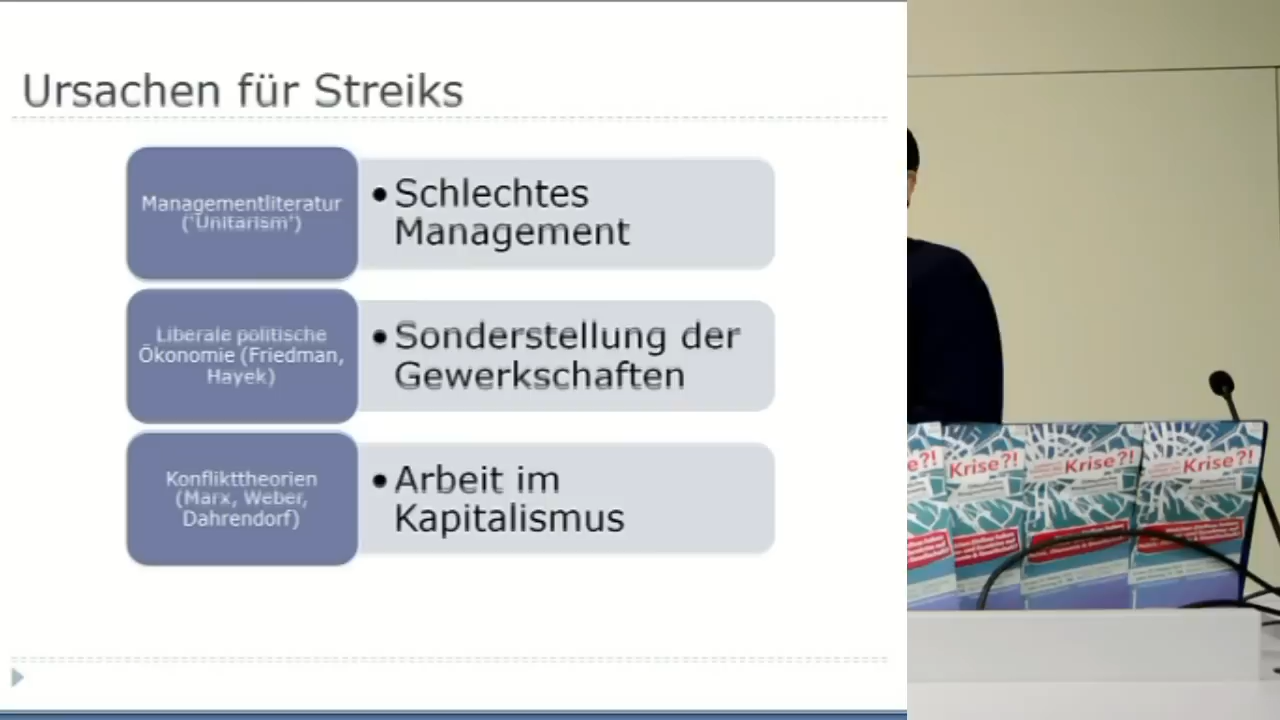 Ursachen für Streiks
Managementliteratur
('Unitarism')
• Schlechtes
Management
Liberale politische
Ökonomie (Friedman,
Hayek)
• Sonderstellung der
Gewerkschaften
Konflikttheorien
(Marx, Weber,
Dahrendorf)
• Arbeit im
Kapitalismus
e?!
Krise?!
Krise?!
Krise?!